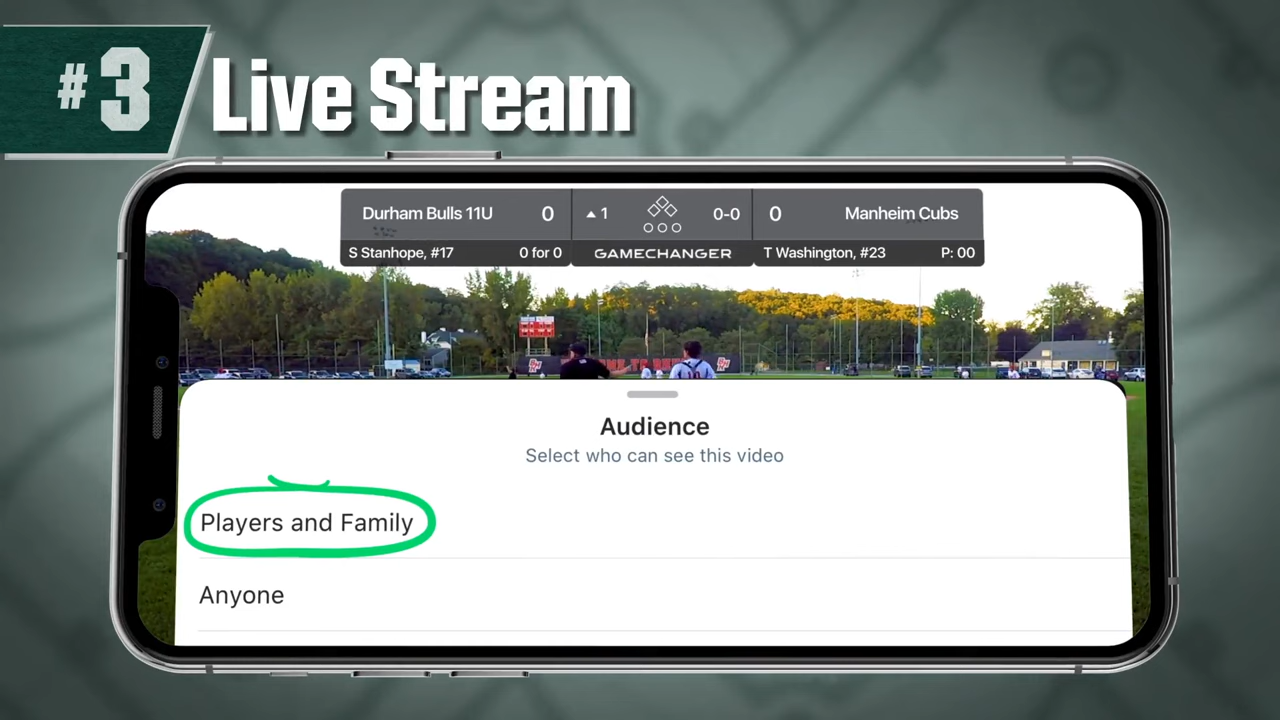 #3 Live Stream
Durham Bulls 11U 0 ▲ 1 0-0 0 Manheim Cubs
S Stanhope, #17 0 for 0 GAMECHANGER T Washington, #23 P: 00
Audience
Select who can see this video
Players and Family
Anyone